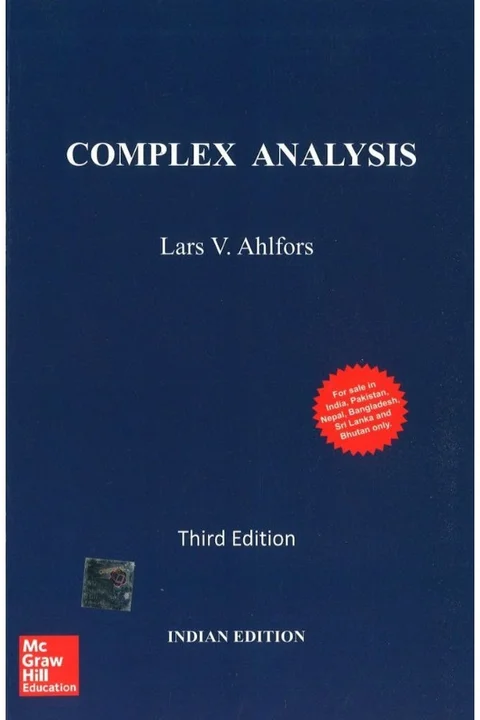 COMPLEX ANALYSIS
Lars V. Ahlfors
For sale in
India, Pakistan,
Nepal, Bangladesh,
Sri Lanka and
Bhutan only.
Third Edition
INDIAN EDITION
Mc
Graw
Hill
Education